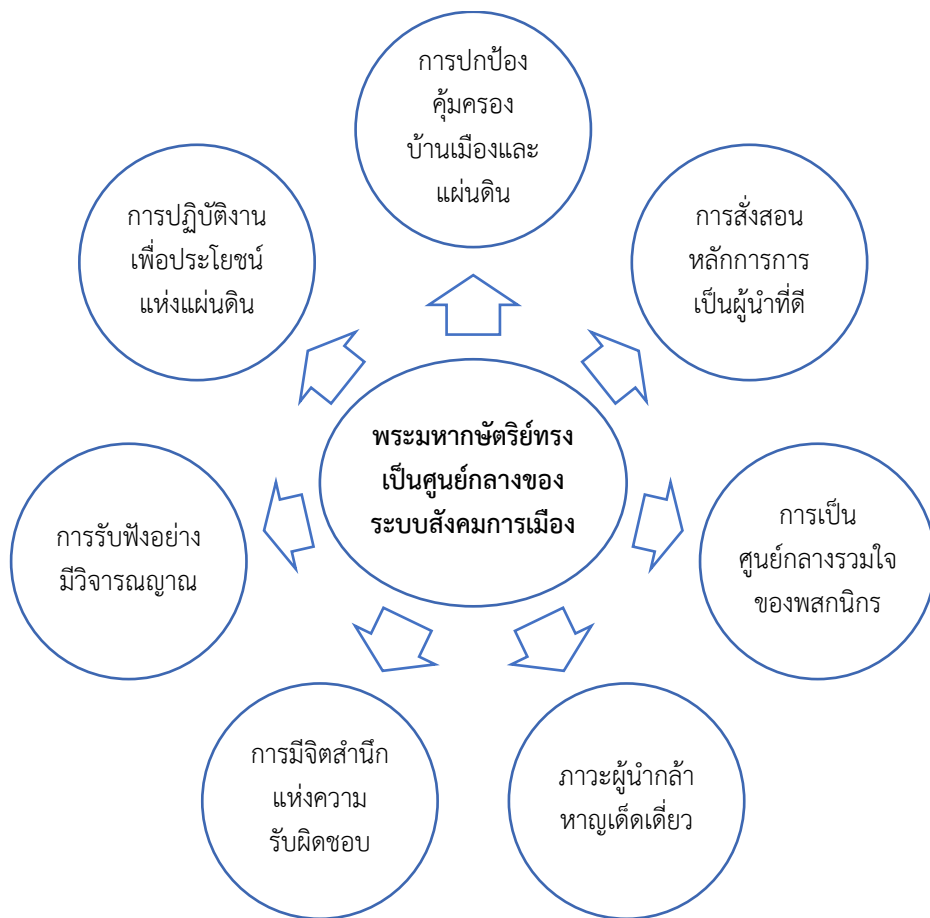 การปกป้อง
คุ้มครอง
บ้านเมืองและ
แผ่นดิน
การสั่งสอน
หลักการการ
เป็นผู้นำที่ดี
การเป็น
ศูนย์กลางรวมใจ
ของพสกนิกร
ภาวะผู้นำกล้า
หาญเด็ดเดี่ยว
การมีจิตสำนึก
แห่งความ
รับผิดชอบ
การรับฟังอย่าง
มีวิจารณญาณ
การปฏิบัติงาน
เพื่อประโยชน์
แห่งแผ่นดิน
พระมหากษัตริย์ทรง
เป็นศูนย์กลางของ
ระบบสังคมการเมือง